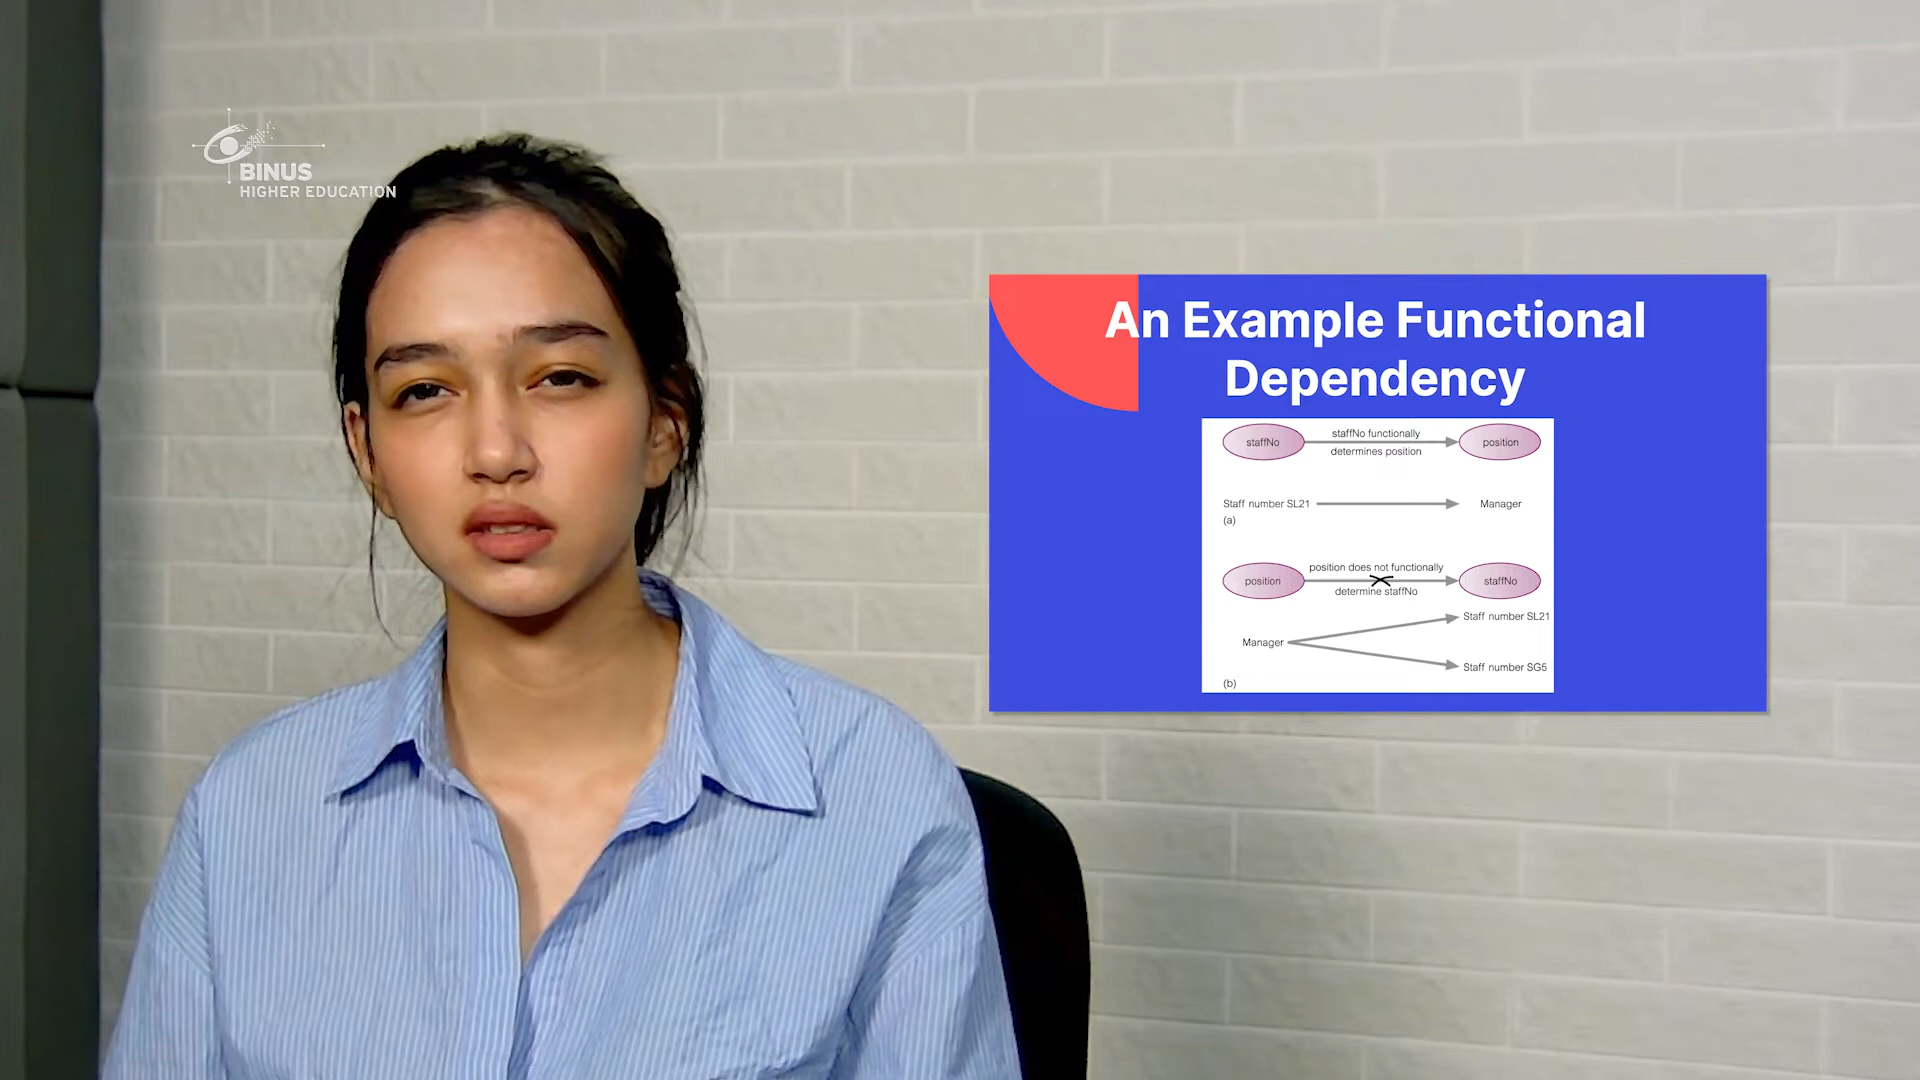 BINUS
HIGHER EDUCATION
An Example Functional
Dependency
staffNo
staffNo functionally
determines position
position
Staff number SL21
Manager
(a)
position
position does not functionally
determine staffNo
staffNo
Staff number SL21
Manager
Staff number SG5
(b)